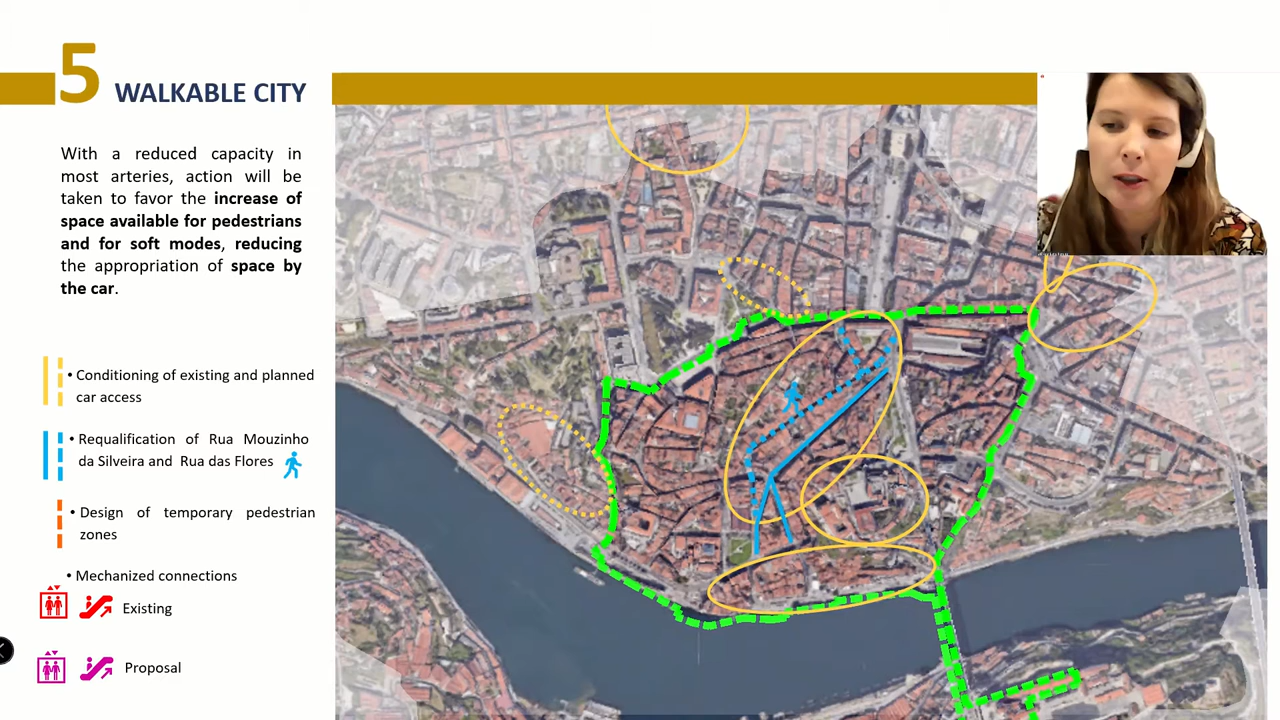 5 WALKABLE CITY
With a reduced capacity in
most arteries, action will be
taken to favor the increase of
space available for pedestrians
and for soft modes, reducing
the appropriation of space by
the car.
• Conditioning of existing and planned
car access
• Requalification of Rua Mouzinho
da Silveira and Rua das Flores
• Design of temporary pedestrian
zones
• Mechanized connections
Existing
Proposal